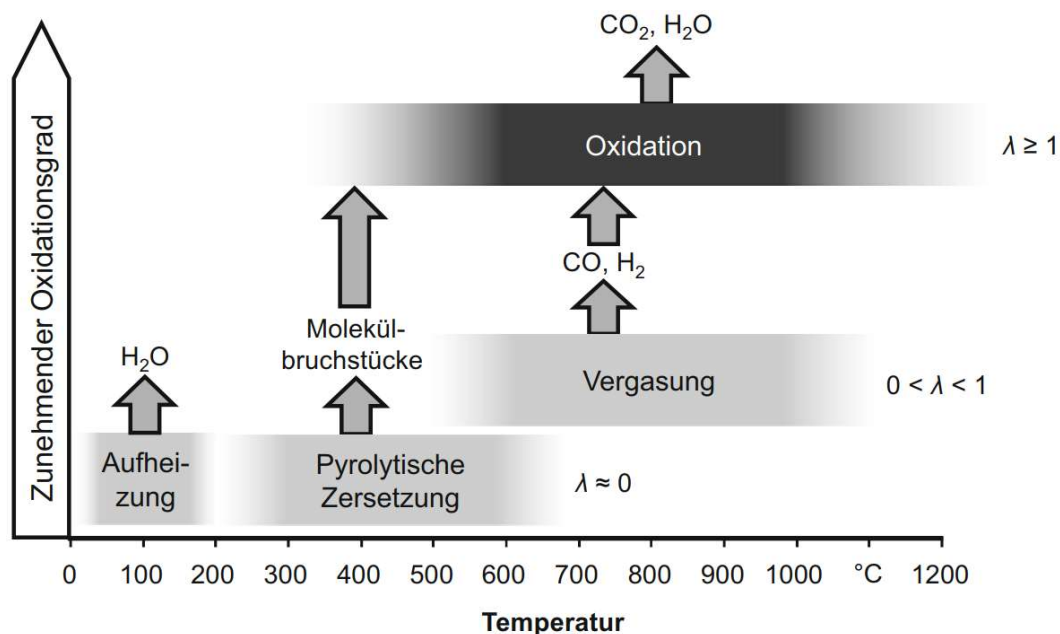 CO₂, H₂O
Oxidation
λ ≥ 1
CO, H₂
Molekül-
bruchstücke
H₂O
Vergasung
0 < λ < 1
Aufhei-
zung
Pyrolytische
Zersetzung
λ ≈ 0
Zunehmender Oxidationsgrad
0 100 200 300 400 500 600 700 800 900 1000 °C 1200
Temperatur